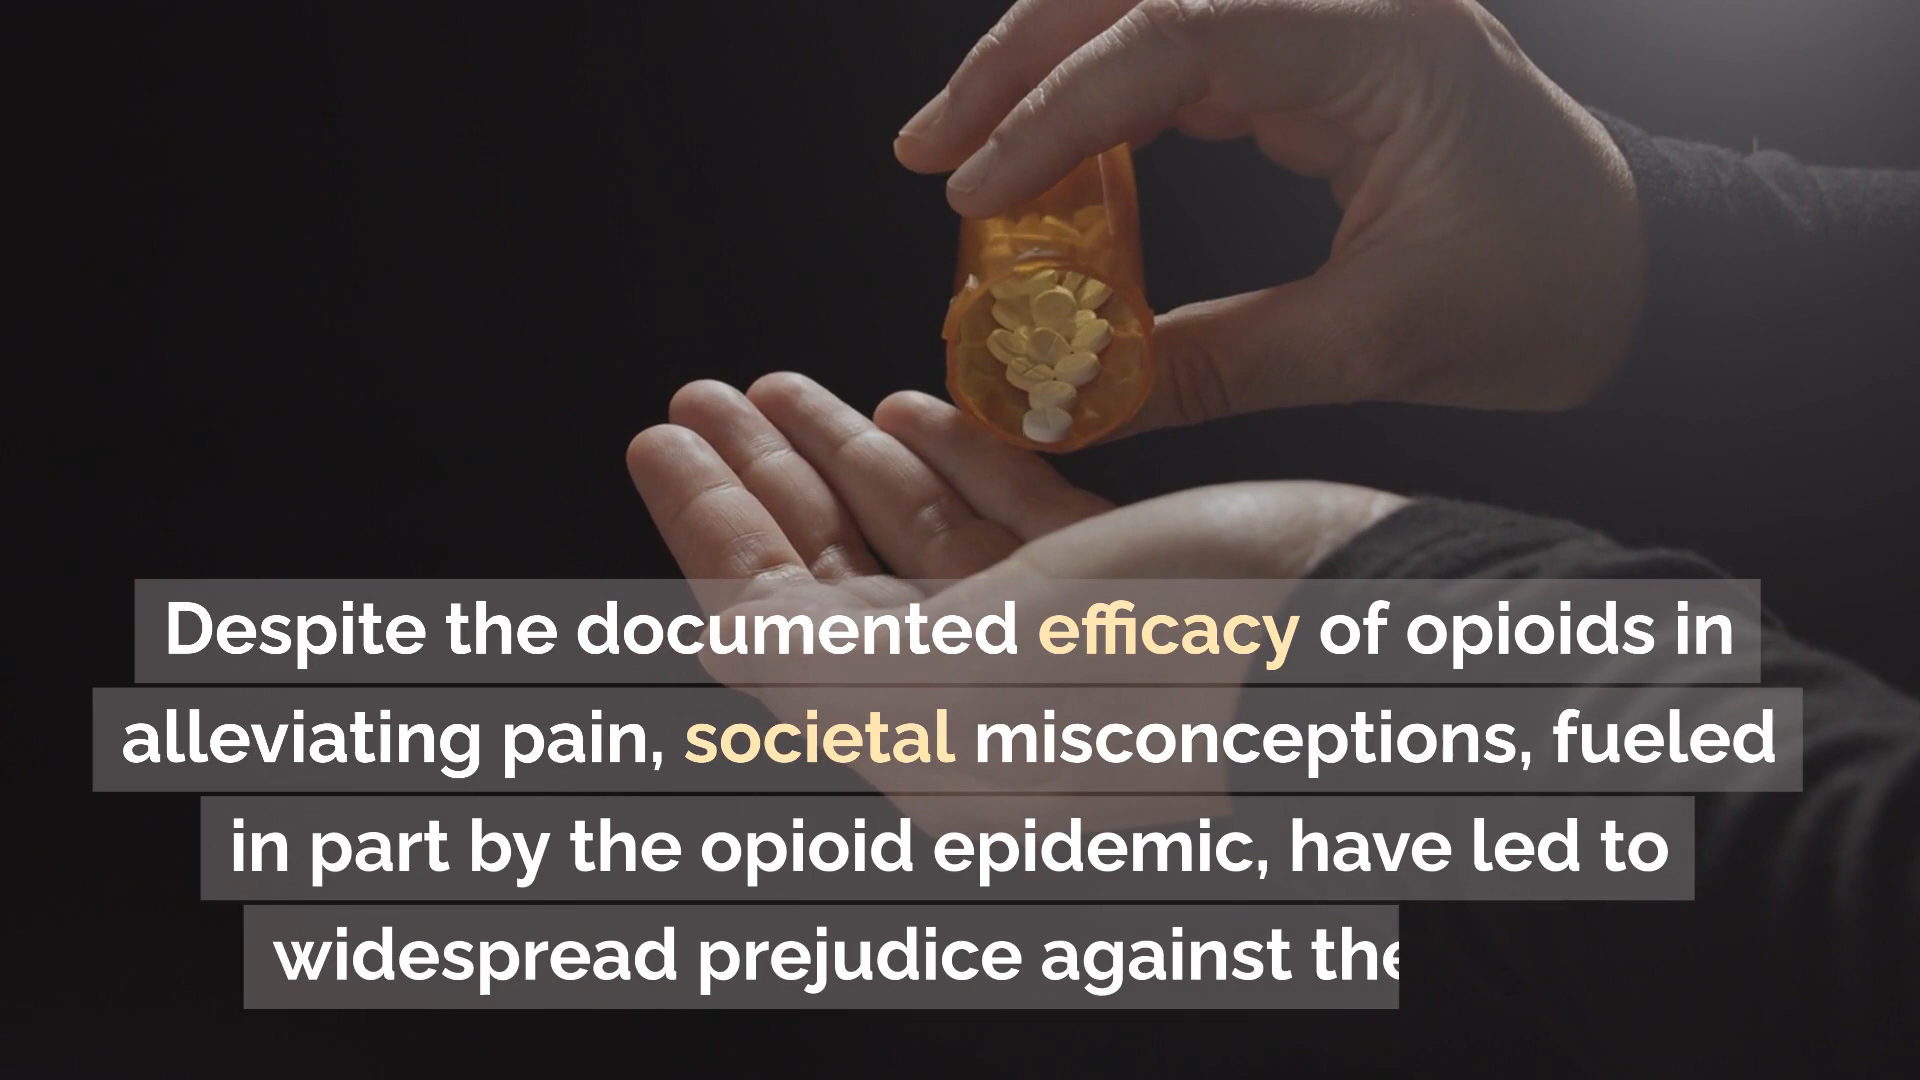 Despite the documented efficacy of opioids in
alleviating pain, societal misconceptions, fueled
in part by the opioid epidemic, have led to
widespread prejudice against the